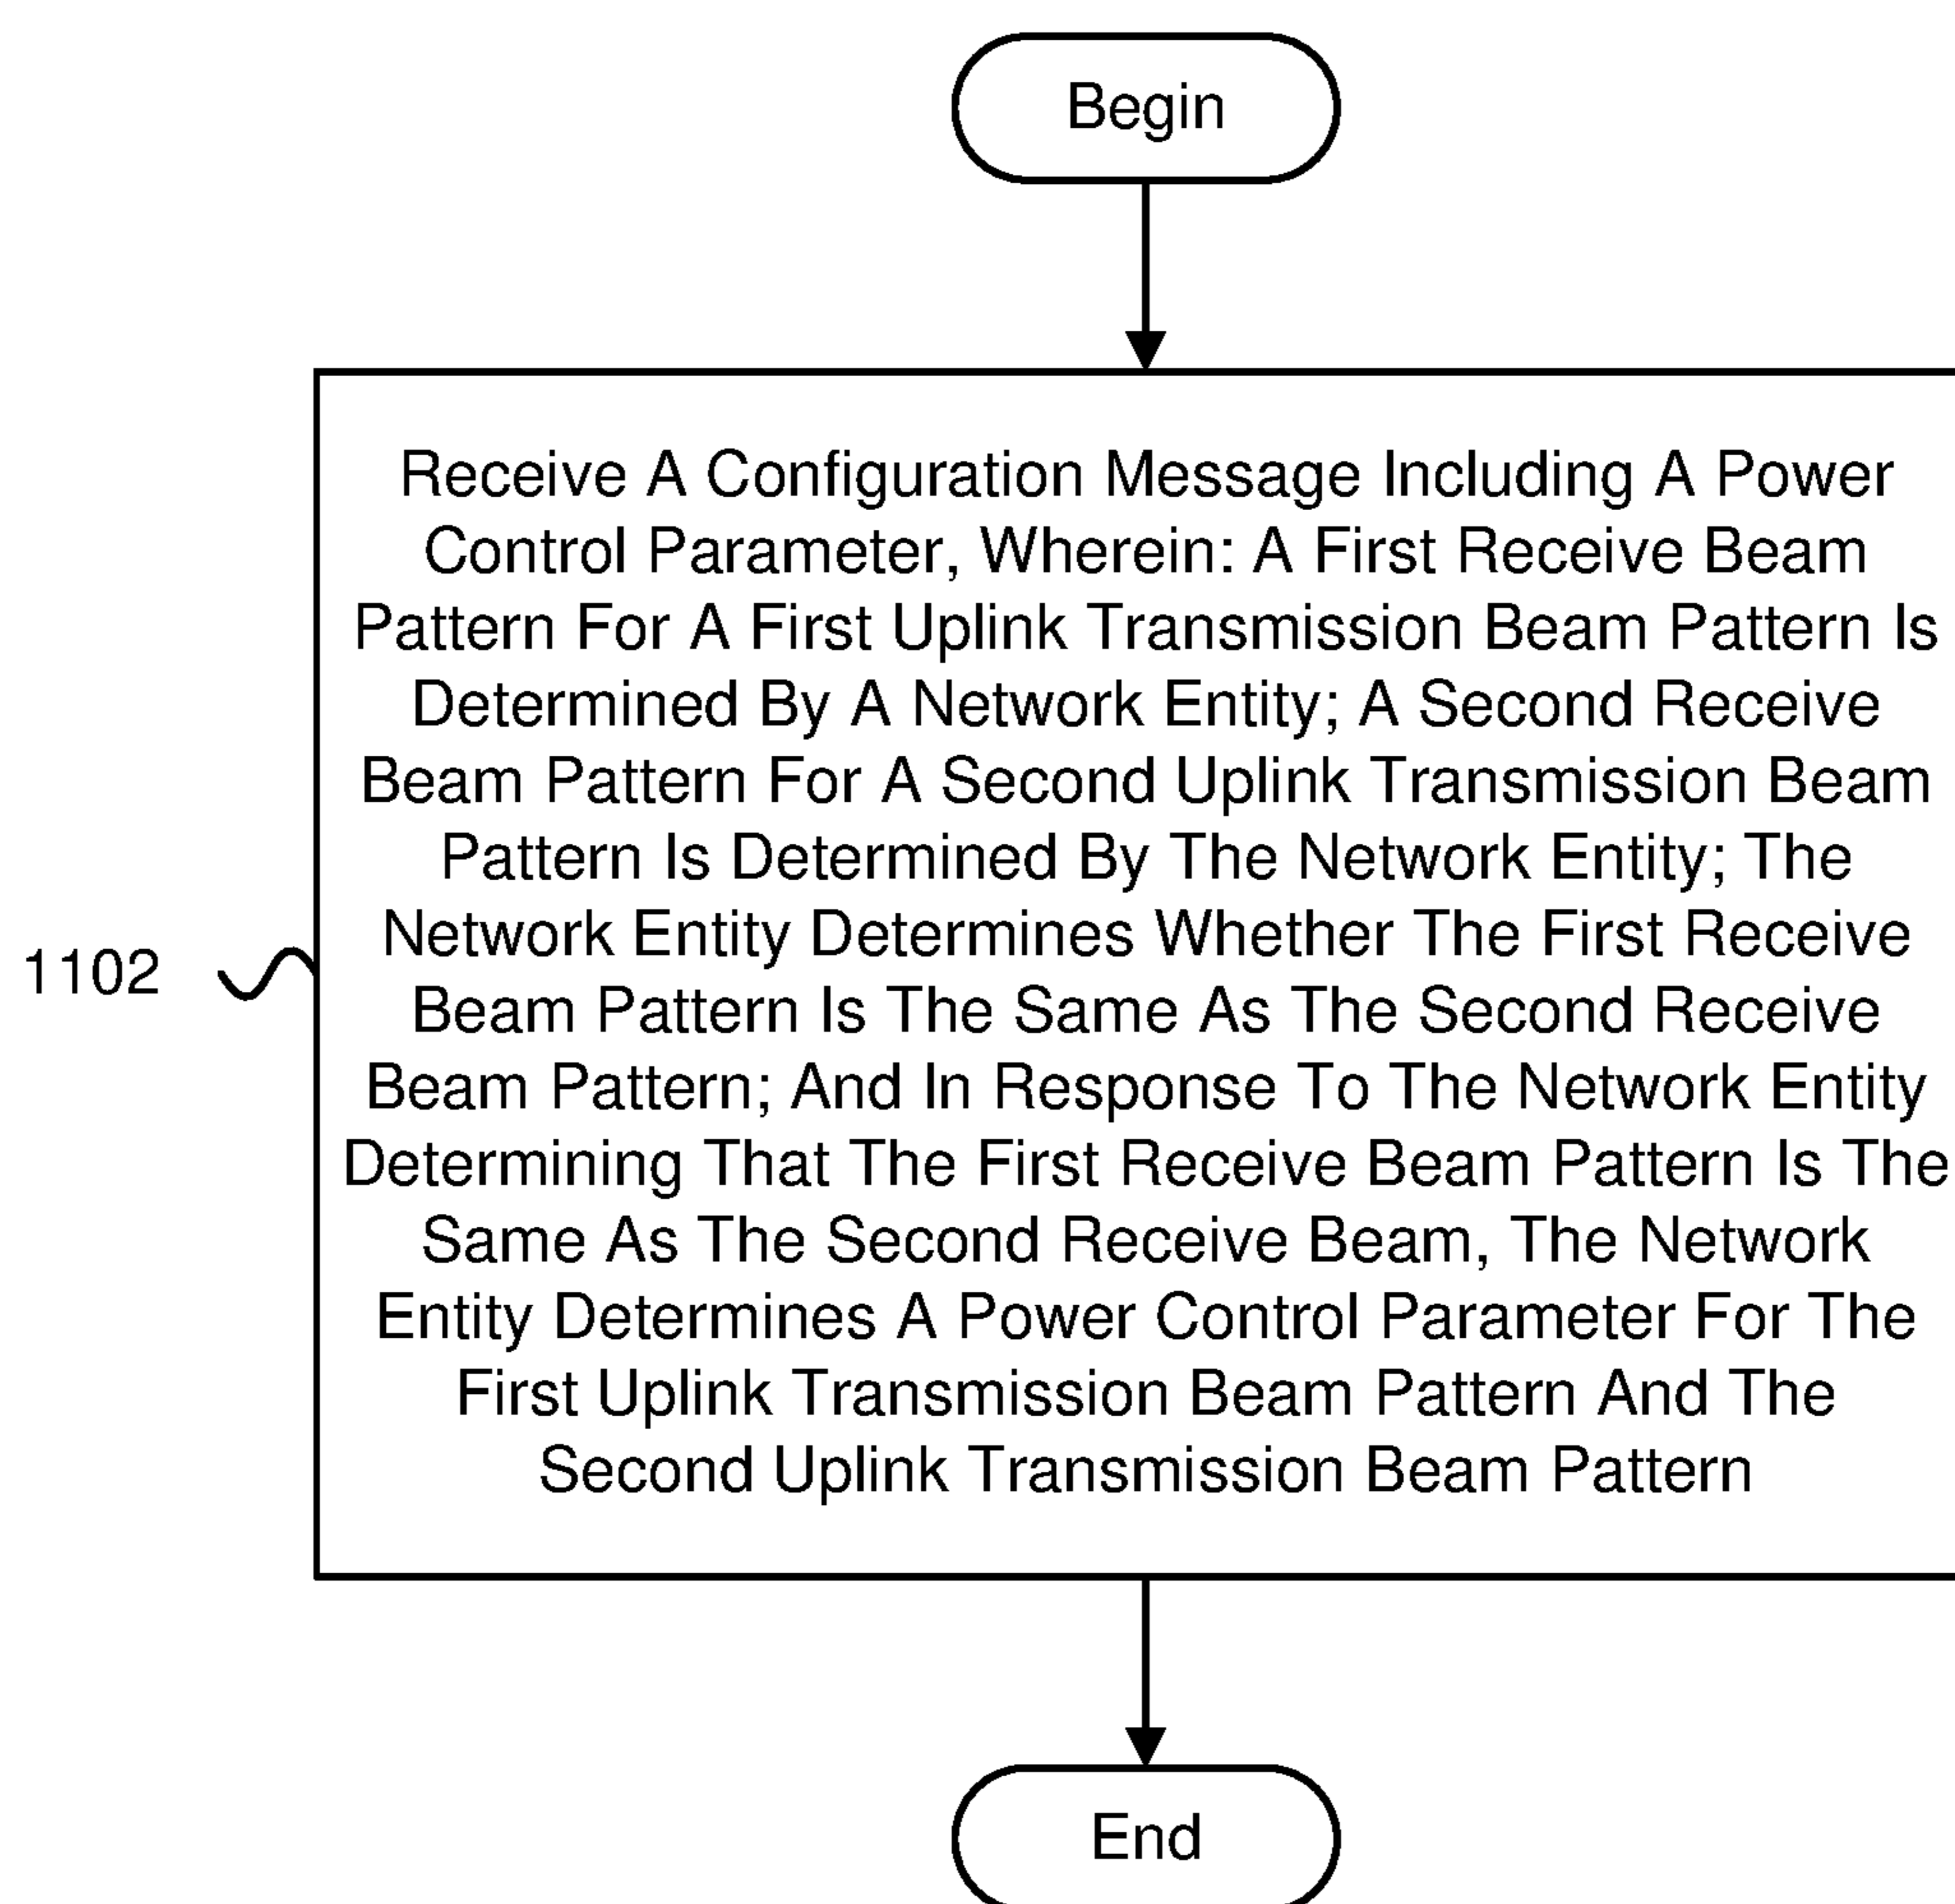 Begin
Receive A Configuration Message Including A Power
Control Parameter, Wherein: A First Receive Beam
Pattern For A First Uplink Transmission Beam Pattern Is
Determined By A Network Entity; A Second Receive
Beam Pattern For A Second Uplink Transmission Beam
Pattern Is Determined By The Network Entity; The
Network Entity Determines Whether The First Receive
Beam Pattern Is The Same As The Second Receive
Beam Pattern; And In Response To The Network Entity
Determining That The First Receive Beam Pattern Is The
Same As The Second Receive Beam, The Network
Entity Determines A Power Control Parameter For The
First Uplink Transmission Beam Pattern And The
Second Uplink Transmission Beam Pattern
1102
End